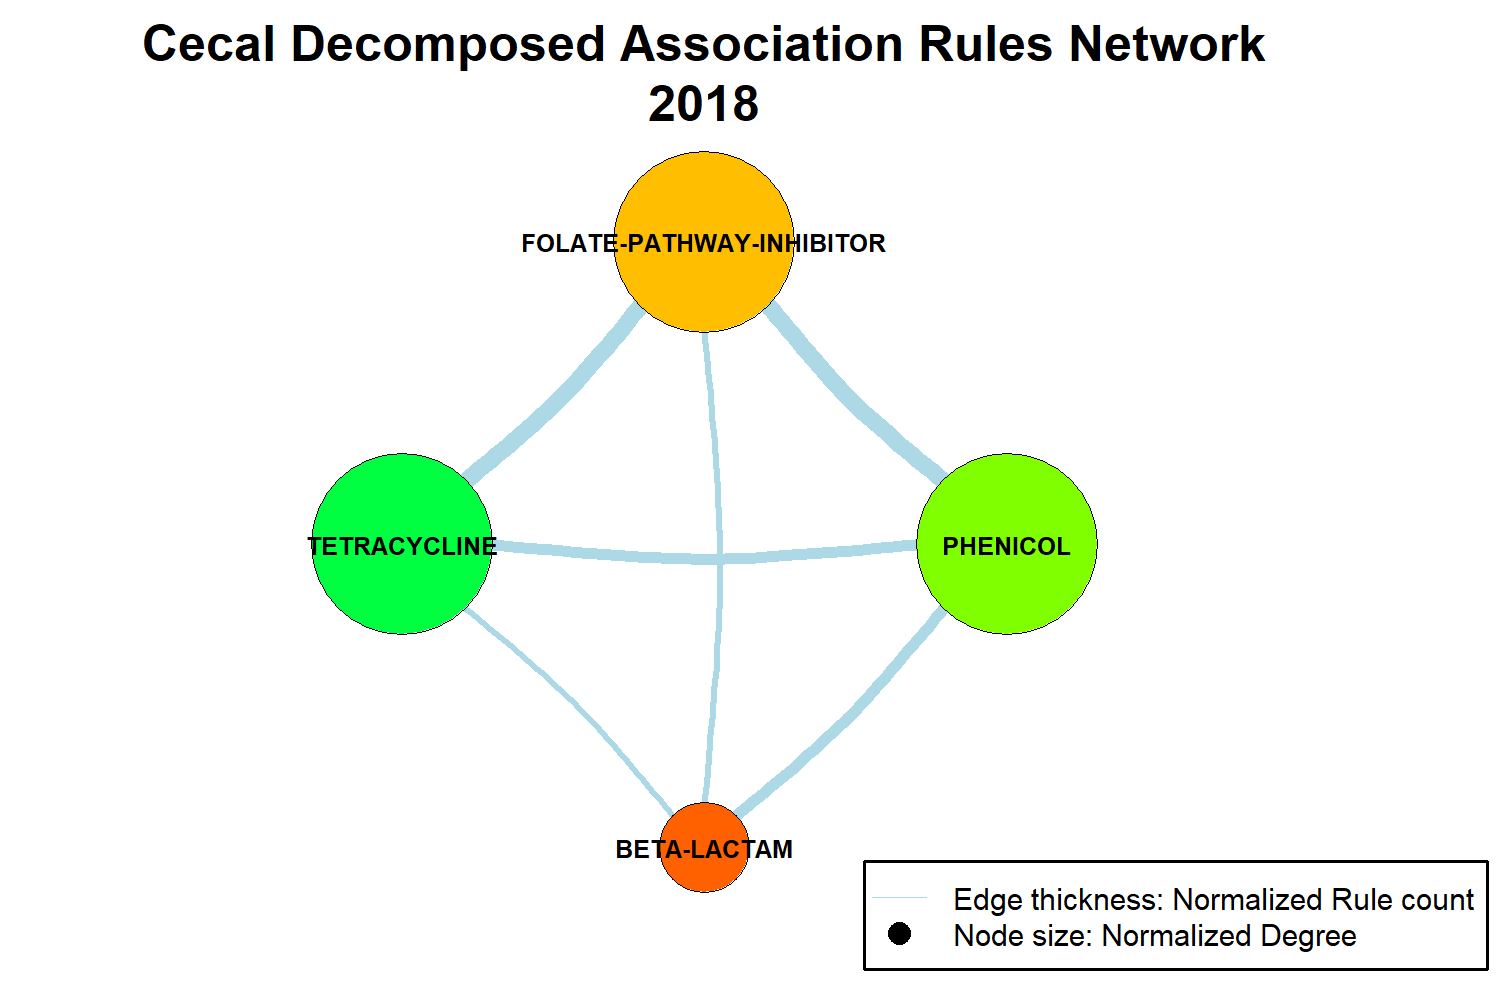 Cecal Decomposed Association Rules Network
2018
FOLATE-PATHWAY-INHIBITOR
TETRACYCLINE
PHENICOL
BETA-LACTAM
Edge thickness: Normalized Rule count
Node size: Normalized Degree